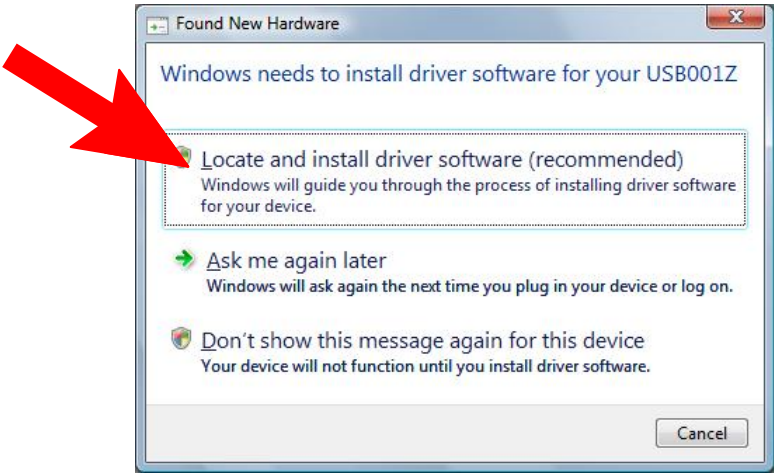 Found New Hardware
Windows needs to install driver software for your USB001Z
Locate and install driver software (recommended)
Windows will guide you through the process of installing driver software
for your device.
Ask me again later
Windows will ask again the next time you plug in your device or log on.
Don't show this message again for this device
Your device will not function until you install driver software.
Cancel